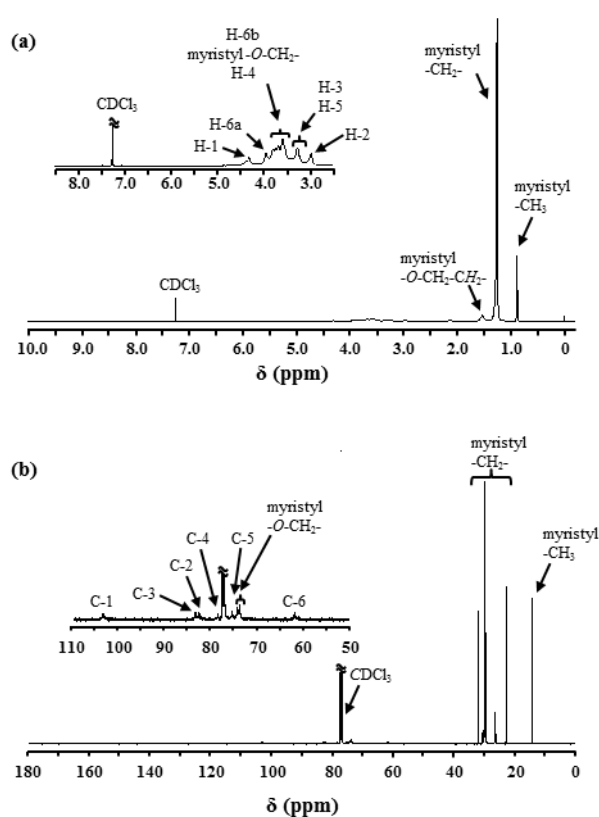 (a)
H-6b
myristyl -O-CH2-
H-4
H-3
H-5
CDCl3
H-6a
H-1
H-2
8.5 7.0 6.0 5.0 4.0 3.0
myristyl
-CH2-
myristyl
-CH3
myristyl
-O-CH2-CH2-
CDCl3
10.0 9.0 8.0 7.0 6.0 5.0 4.0 3.0 2.0 1.0 0
δ (ppm)
(b)
myristyl
-CH2-
myristyl
-CH3
myristyl
-O-CH2-
C-5
C-4
C-2
C-3
C-1
C-6
110 100 90 80 70 60 50
CDCl3
180 160 140 120 100 80 60 40 20 0
δ (ppm)